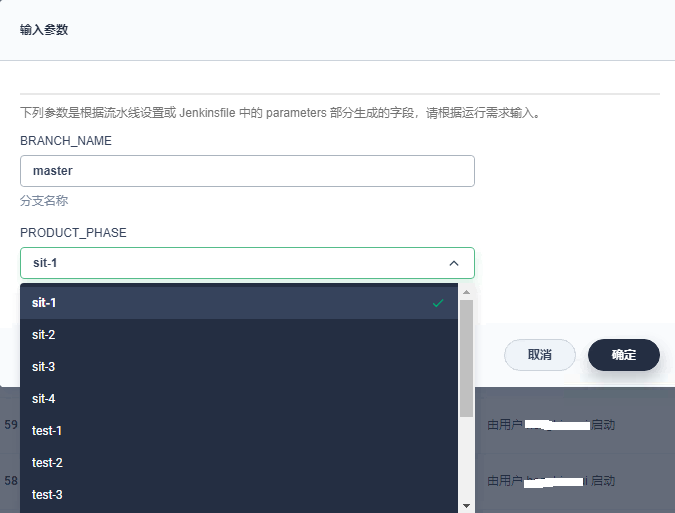 输入参数
下列参数是根据流水线设置或 Jenkinsfile 中的 parameters 部分生成的字段，请根据运行需求输入。
BRANCH_NAME
master
分支名称
PRODUCT_PHASE
sit-1
sit-1
sit-2
sit-3
sit-4
test-1
test-2
test-3
取消
确定
59
由用户 启动
58
由用户 启动